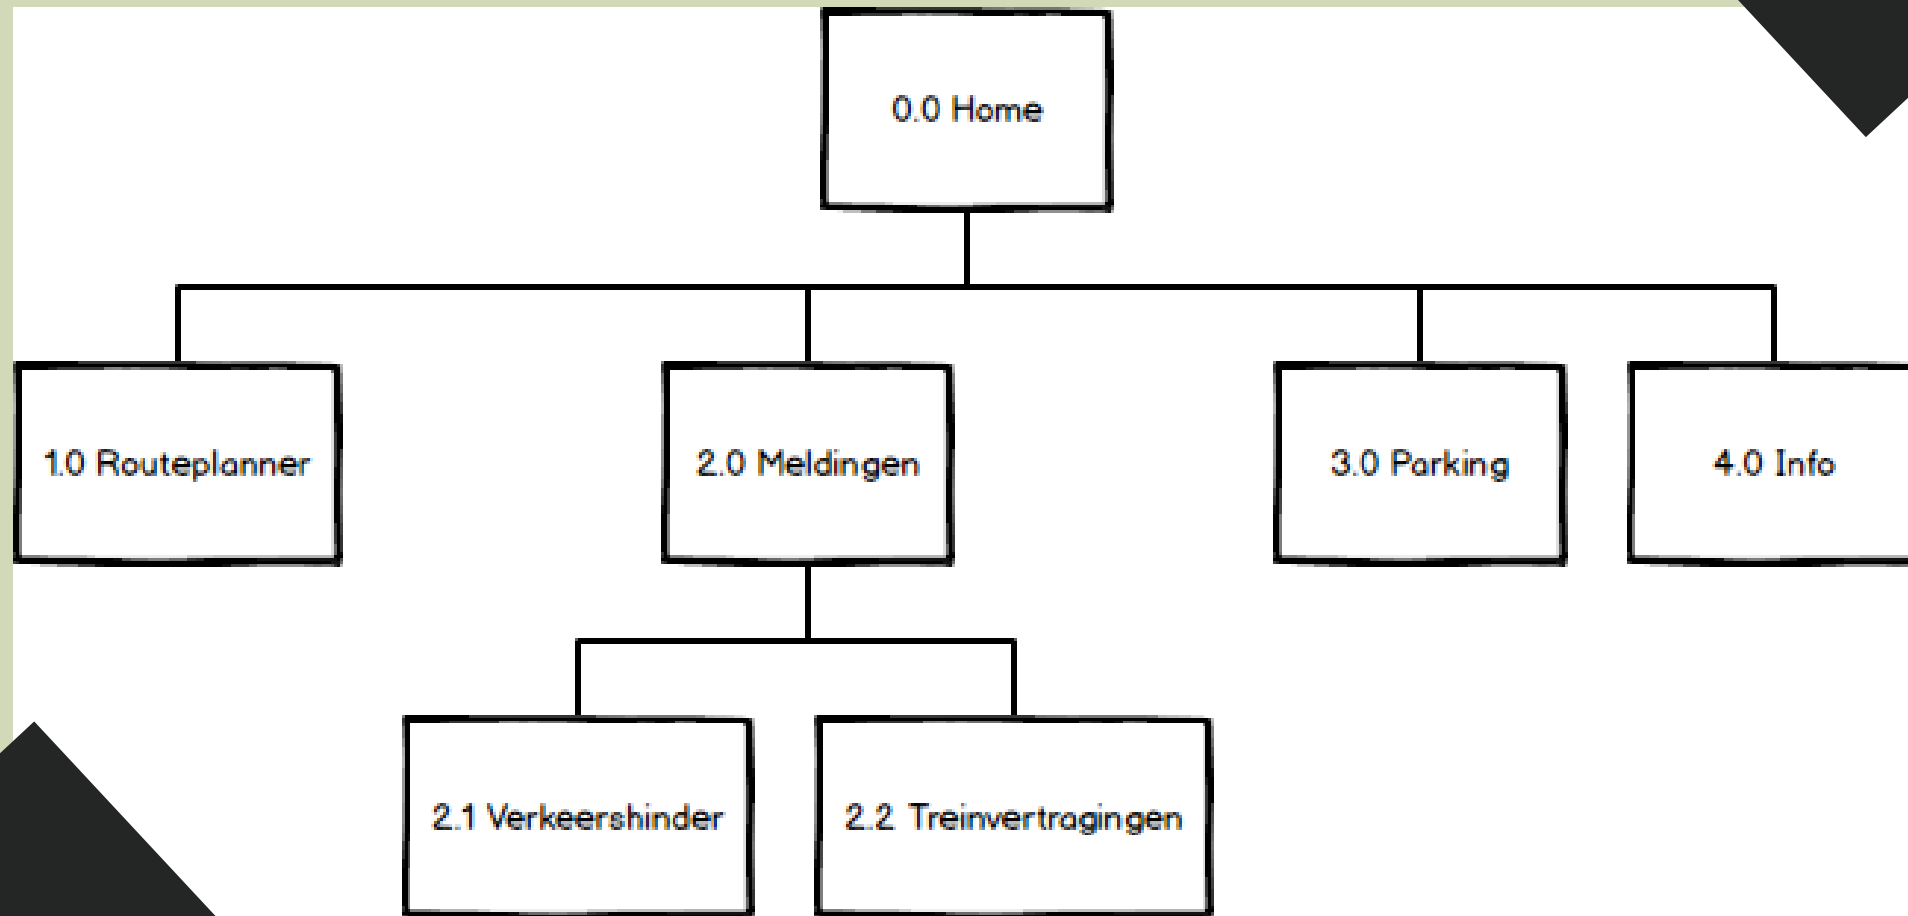 0.0 Home
1.0 Routeplanner
2.0 Meldingen
3.0 Parking
4.0 Info
2.1 Verkeershinder
2.2 Treinvertragingen